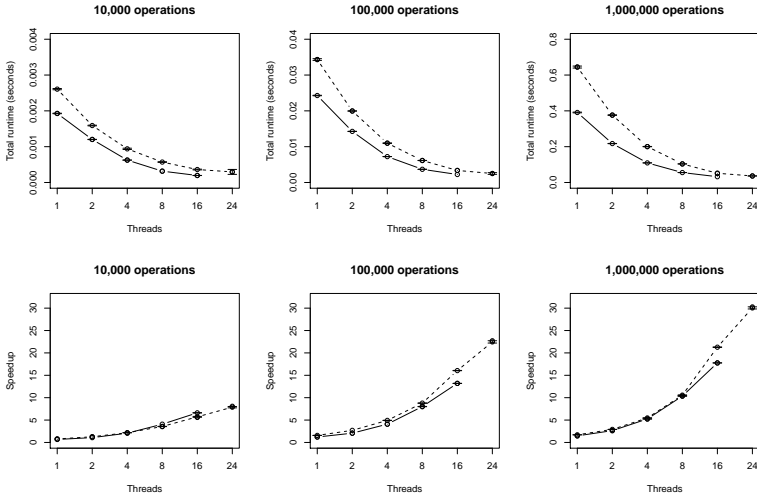 10,000 operations
100,000 operations
1,000,000 operations
Total runtime (seconds)
0.004
0.003
0.002
0.001
0.000
1 2 4 8 16 24
Threads
Total runtime (seconds)
0.04
0.03
0.02
0.01
0.00
1 2 4 8 16 24
Threads
Total runtime (seconds)
0.8
0.6
0.4
0.2
0.0
1 2 4 8 16 24
Threads
10,000 operations
100,000 operations
1,000,000 operations
Speedup
30
25
20
15
10
5
0
1 2 4 8 16 24
Threads
Speedup
30
25
20
15
10
5
0
1 2 4 8 16 24
Threads
Speedup
30
25
20
15
10
5
0
1 2 4 8 16 24
Threads